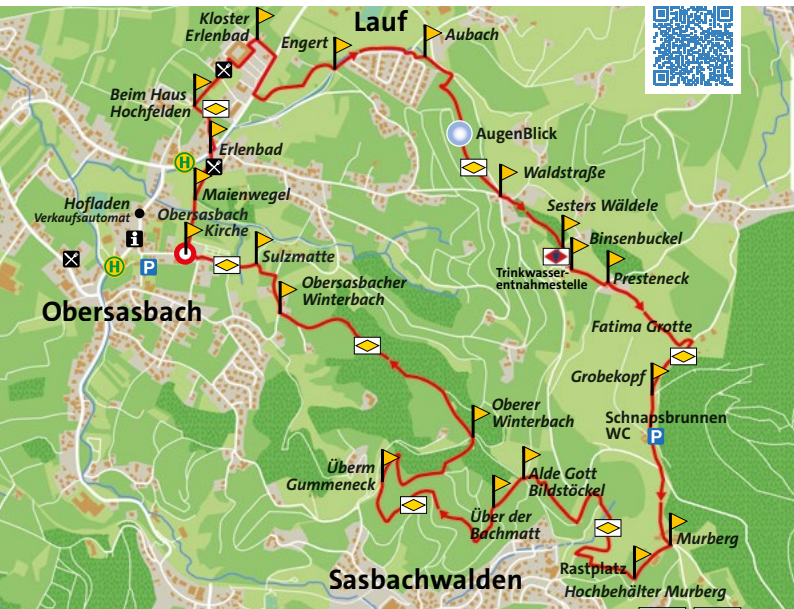 Kloster
Erlenbad
Lauf
Engert
Aubach
Beim Haus
Hochfelden
AugenBlick
Erlenbad
H
Waldstraße
Maienwegel
Hofladen
Verkaufsautomat
Obersasbach
Kirche
Sesters Wäldele
Binsenbuckel
i
Sulzmatte
H
P
Trinkwasser-
entnahmestelle
Presteneck
Obersasbacher
Winterbach
Obersasbach
Fatima Grotte
Grobekopf
Oberer
Winterbach
Schnapsbrunnen
WC
P
Überm
Gummeneck
Alde Gott
Bildstöckel
Über der
Bachmatt
Murberg
Rastplatz
Hochbehälter Murberg
Sasbachwalden